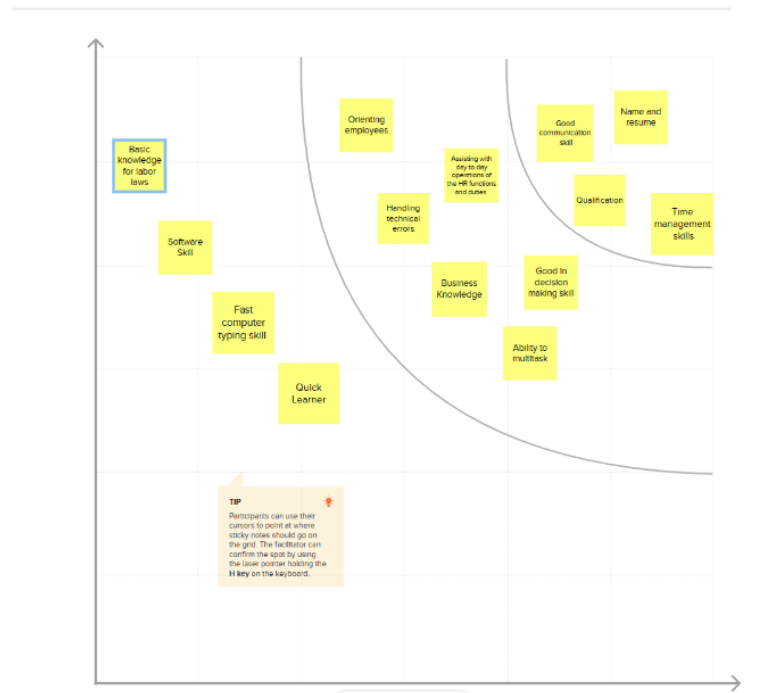 Basic
knowledge
for labor
laws
Software
Skill
Fast
computer
typing skill
Quick
Learner
Orienting
employees
Assisting with
day to day
operations of
the HR functions
and duties
Handling
technical
errors
Business
Knowledge
Good in
decision
making skill
Ability to
multitask
Good
communication
skill
Name and
resume
Qualification
Time
management
skills
TIP
Participants can use their
cursors to point at where
sticky notes should go on
the grid. The facilitator can
confirm the spot by using
the laser pointer holding the
H key on the keyboard.